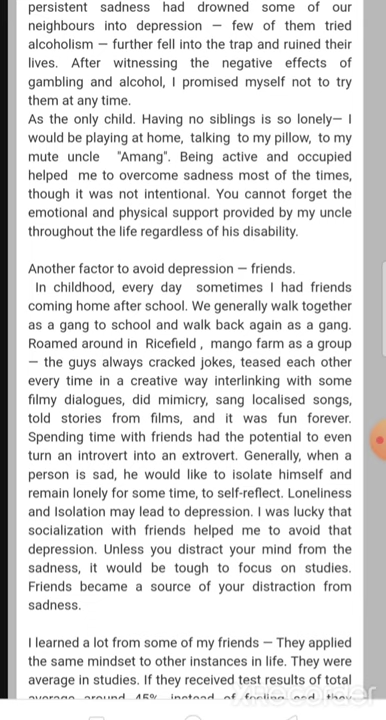 persistent sadness had drowned some of our
neighbours into depression — few of them tried
alcoholism — further fell into the trap and ruined their
lives. After witnessing the negative effects of
gambling and alcohol, I promised myself not to try
them at any time.
As the only child. Having no siblings is so lonely— I
would be playing at home, talking to my pillow, to my
mute uncle "Amang". Being active and occupied
helped me to overcome sadness most of the times,
though it was not intentional. You cannot forget the
emotional and physical support provided by my uncle
throughout the life regardless of his disability.
Another factor to avoid depression — friends.
In childhood, every day sometimes I had friends
coming home after school. We generally walk together
as a gang to school and walk back again as a gang.
Roamed around in Ricefield , mango farm as a group
— the guys always cracked jokes, teased each other
every time in a creative way interlinking with some
filmy dialogues, did mimicry, sang localised songs,
told stories from films, and it was fun forever.
Spending time with friends had the potential to even
turn an introvert into an extrovert. Generally, when a
person is sad, he would like to isolate himself and
remain lonely for some time, to self-reflect. Loneliness
and Isolation may lead to depression. I was lucky that
socialization with friends helped me to avoid that
depression. Unless you distract your mind from the
sadness, it would be tough to focus on studies.
Friends became a source of your distraction from
sadness.
I learned a lot from some of my friends — They applied
the same mindset to other instances in life. They were
average in studies. If they received test results of total
average around 45% instead of feeling sad they